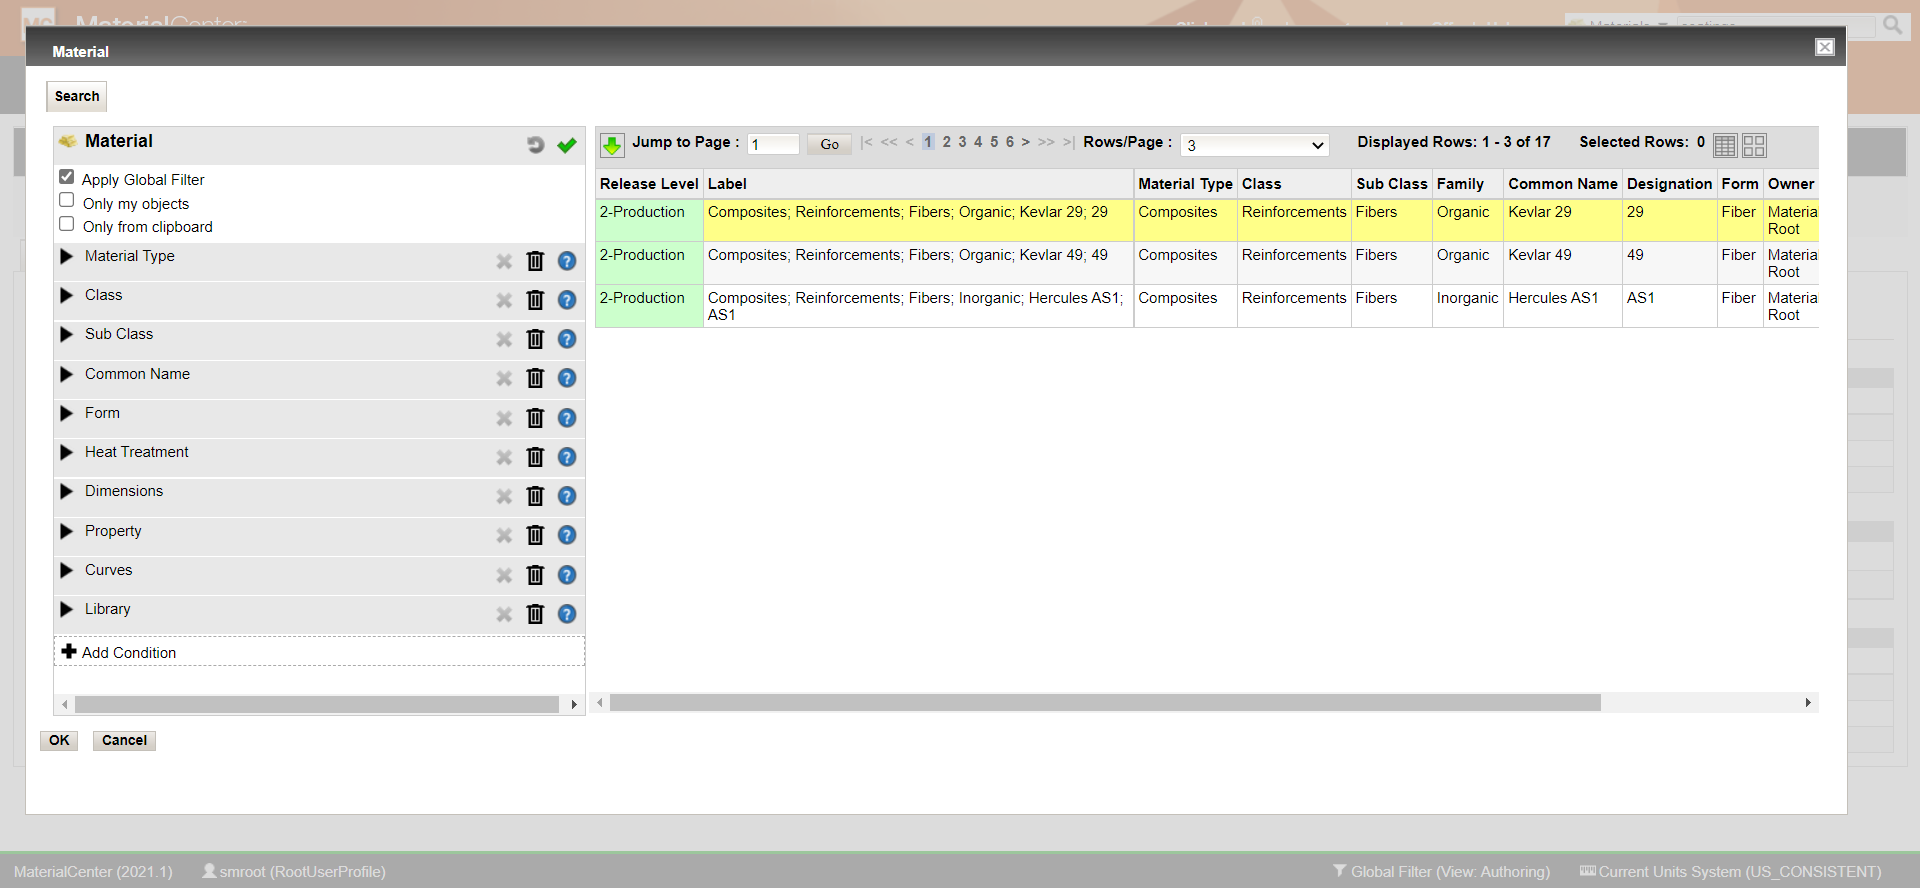 Material
Search
Material
Apply Global Filter
Only my objects
Only from clipboard
Material Type
Class
Sub Class
Common Name
Form
Heat Treatment
Dimensions
Property
Curves
Library
Add Condition
OK Cancel
Jump to Page : 1 Go |< << < 1 2 3 4 5 6 > >> >| Rows/Page : 3 Displayed Rows: 1 - 3 of 17 Selected Rows: 0
Release Level Label Material Type Class Sub Class Family Common Name Designation Form Owner
2-Production Composites; Reinforcements; Fibers; Organic; Kevlar 29; 29 Composites Reinforcements Fibers Organic Kevlar 29 29 Fiber Material
Root
2-Production Composites; Reinforcements; Fibers; Organic; Kevlar 49; 49 Composites Reinforcements Fibers Organic Kevlar 49 49 Fiber Material
Root
2-Production Composites; Reinforcements; Fibers; Inorganic; Hercules AS1; Composites Reinforcements Fibers Inorganic Hercules AS1 AS1 Fiber Material
AS1 Root
MaterialCenter (2021.1) smroot (RootUserProfile) Global Filter (View: Authoring) Current Units System (US_CONSISTENT)